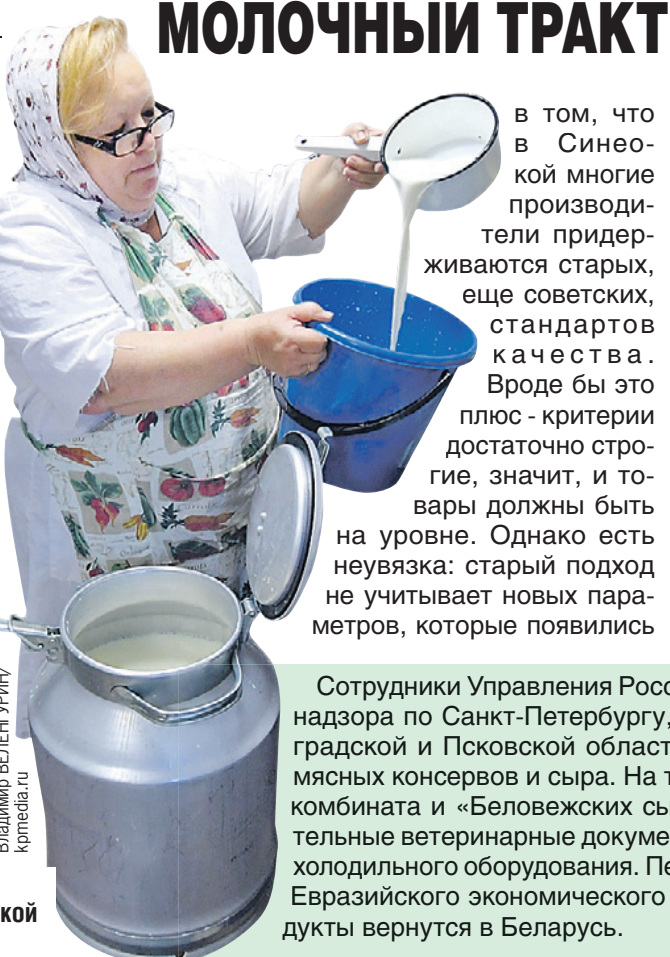 МОЛОЧНЫЙ ТРАКТ
в том, что
в Синео-
кой многие
производи-
тели придер-
живаются старых,
еще советских,
стандартов
качества.
Вроде бы это
плюс - критерии
достаточно стро-
гие, значит, и то-
вары должны быть
на уровне. Однако есть
неувязка: старый подход
не учитывает новых пара-
метров, которые появились
Владимир ВЕЛЕНГУРИН/
kpmedia.ru
кой
Сотрудники Управления Росс
надзора по Санкт-Петербургу,
градской и Псковской област
мясных консервов и сыра. На т
комбината и «Беловежских сы
тельные ветеринарные докуме
холодильного оборудования. Пе
Евразийского экономического
дукты вернутся в Беларусь.